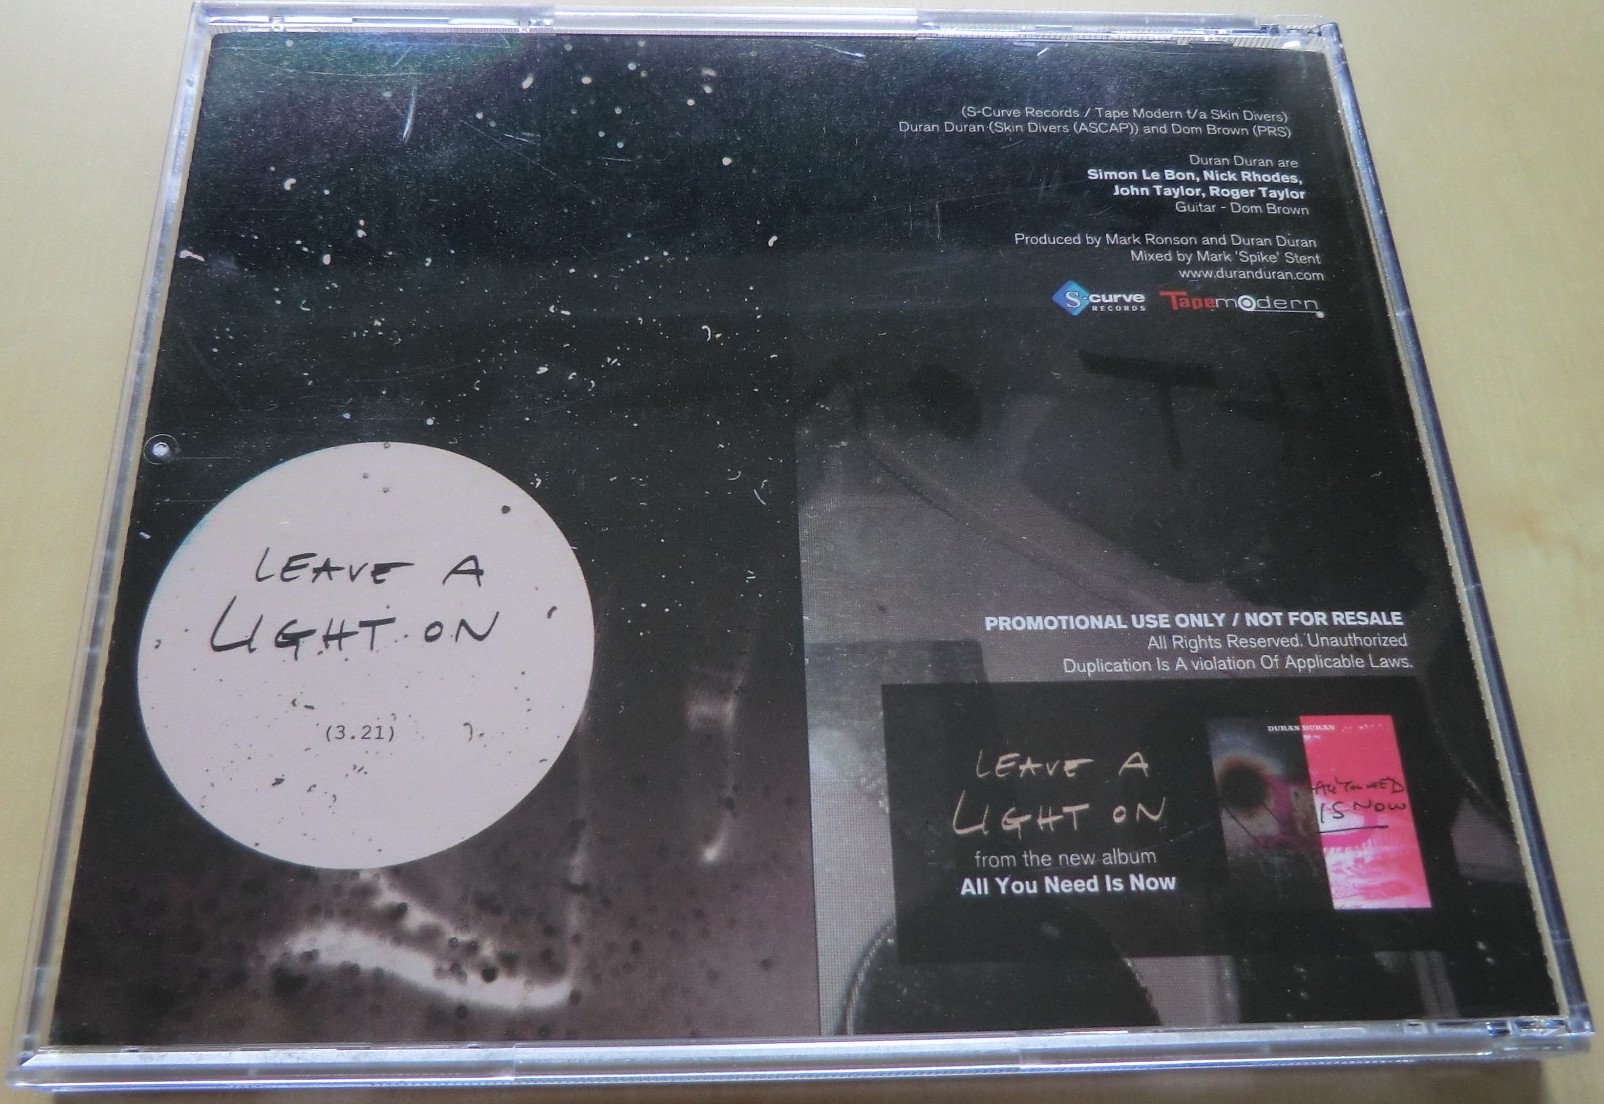 (S-Curve Records / Tape Modern t/a Skin Divers)
Duran Duran (Skin Divers (ASCAP)) and Dom Brown (PRS)
Duran Duran are
Simon Le Bon, Nick Rhodes,
John Taylor, Roger Taylor
Guitar - Dom Brown
Produced by Mark Ronson and Duran Duran
Mixed by Mark 'Spike' Stent
www.duranduran.com
S-curve
RECORDS
Tapemodern
LEAVE A
LIGHT ON
(3.21)
PROMOTIONAL USE ONLY / NOT FOR RESALE
All Rights Reserved. Unauthorized
Duplication Is A violation Of Applicable Laws.
LEAVE A
LIGHT ON
from the new album
All You Need Is Now
DURAN DURAN
ALL YOU NEED
IS NOW